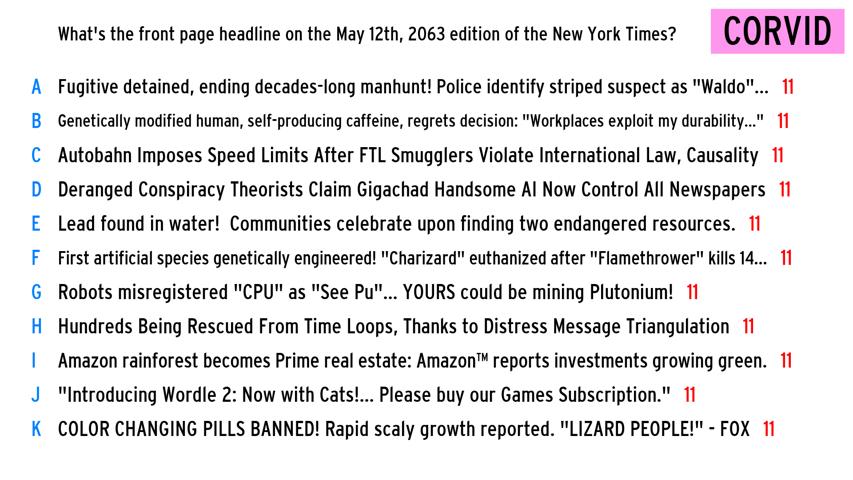 What's the front page headline on the May 12th, 2063 edition of the New York Times? CORVID
A Fugitive detained, ending decades-long manhunt! Police identify striped suspect as "Waldo"... 11
B Genetically modified human, self-producing caffeine, regrets decision: "Workplaces exploit my durability..." 11
C Autobahn Imposes Speed Limits After FTL Smugglers Violate International Law, Causality 11
D Deranged Conspiracy Theorists Claim Gigachad Handsome AI Now Control All Newspapers 11
E Lead found in water!  Communities celebrate upon finding two endangered resources. 11
F First artificial species genetically engineered! "Charizard" euthanized after "Flamethrower" kills 14... 11
G Robots misregistered "CPU" as "See Pu"... YOURS could be mining Plutonium! 11
H Hundreds Being Rescued From Time Loops, Thanks to Distress Message Triangulation 11
I Amazon rainforest becomes Prime real estate: Amazon™ reports investments growing green. 11
J "Introducing Wordle 2: Now with Cats!... Please buy our Games Subscription." 11
K COLOR CHANGING PILLS BANNED! Rapid scaly growth reported. "LIZARD PEOPLE!" - FOX 11